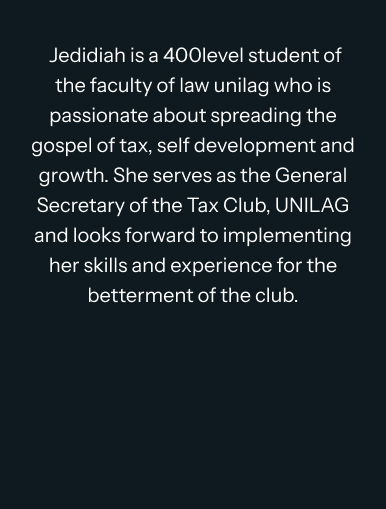 Jedidiah is a 400level student of
the faculty of law unilag who is
passionate about spreading the
gospel of tax, self development and
growth. She serves as the General
Secretary of the Tax Club, UNILAG
and looks forward to implementing
her skills and experience for the
betterment of the club.